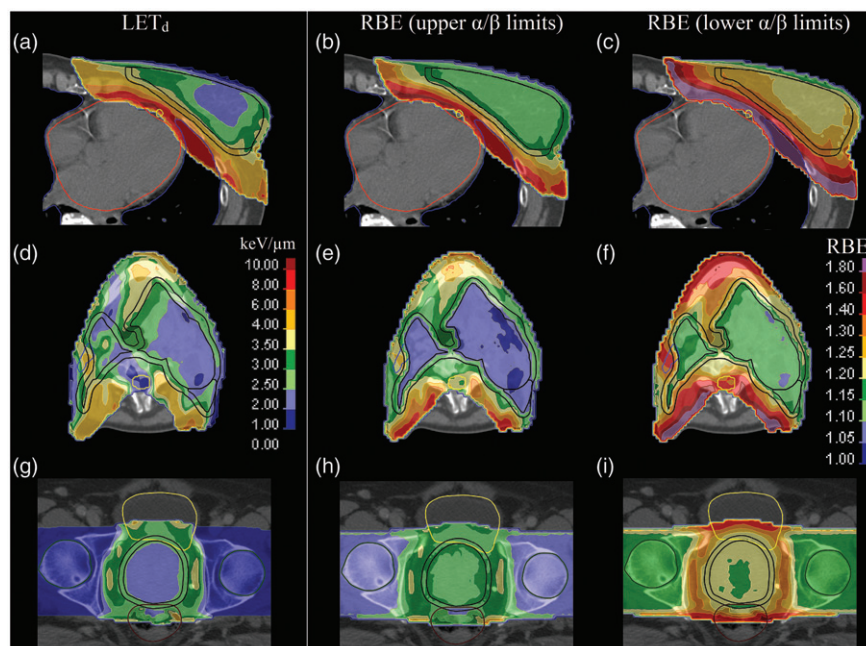 LETd
RBE (upper α/β limits)
RBE (lower α/β limits)
(a)
(b)
(c)
(d)
keV/μm
10.00
8.00
6.00
4.00
3.50
3.00
2.50
2.00
1.00
0.00
(e)
(f)
RBE
1.80
1.60
1.40
1.30
1.25
1.20
1.15
1.10
1.05
1.00
(g)
(h)
(i)